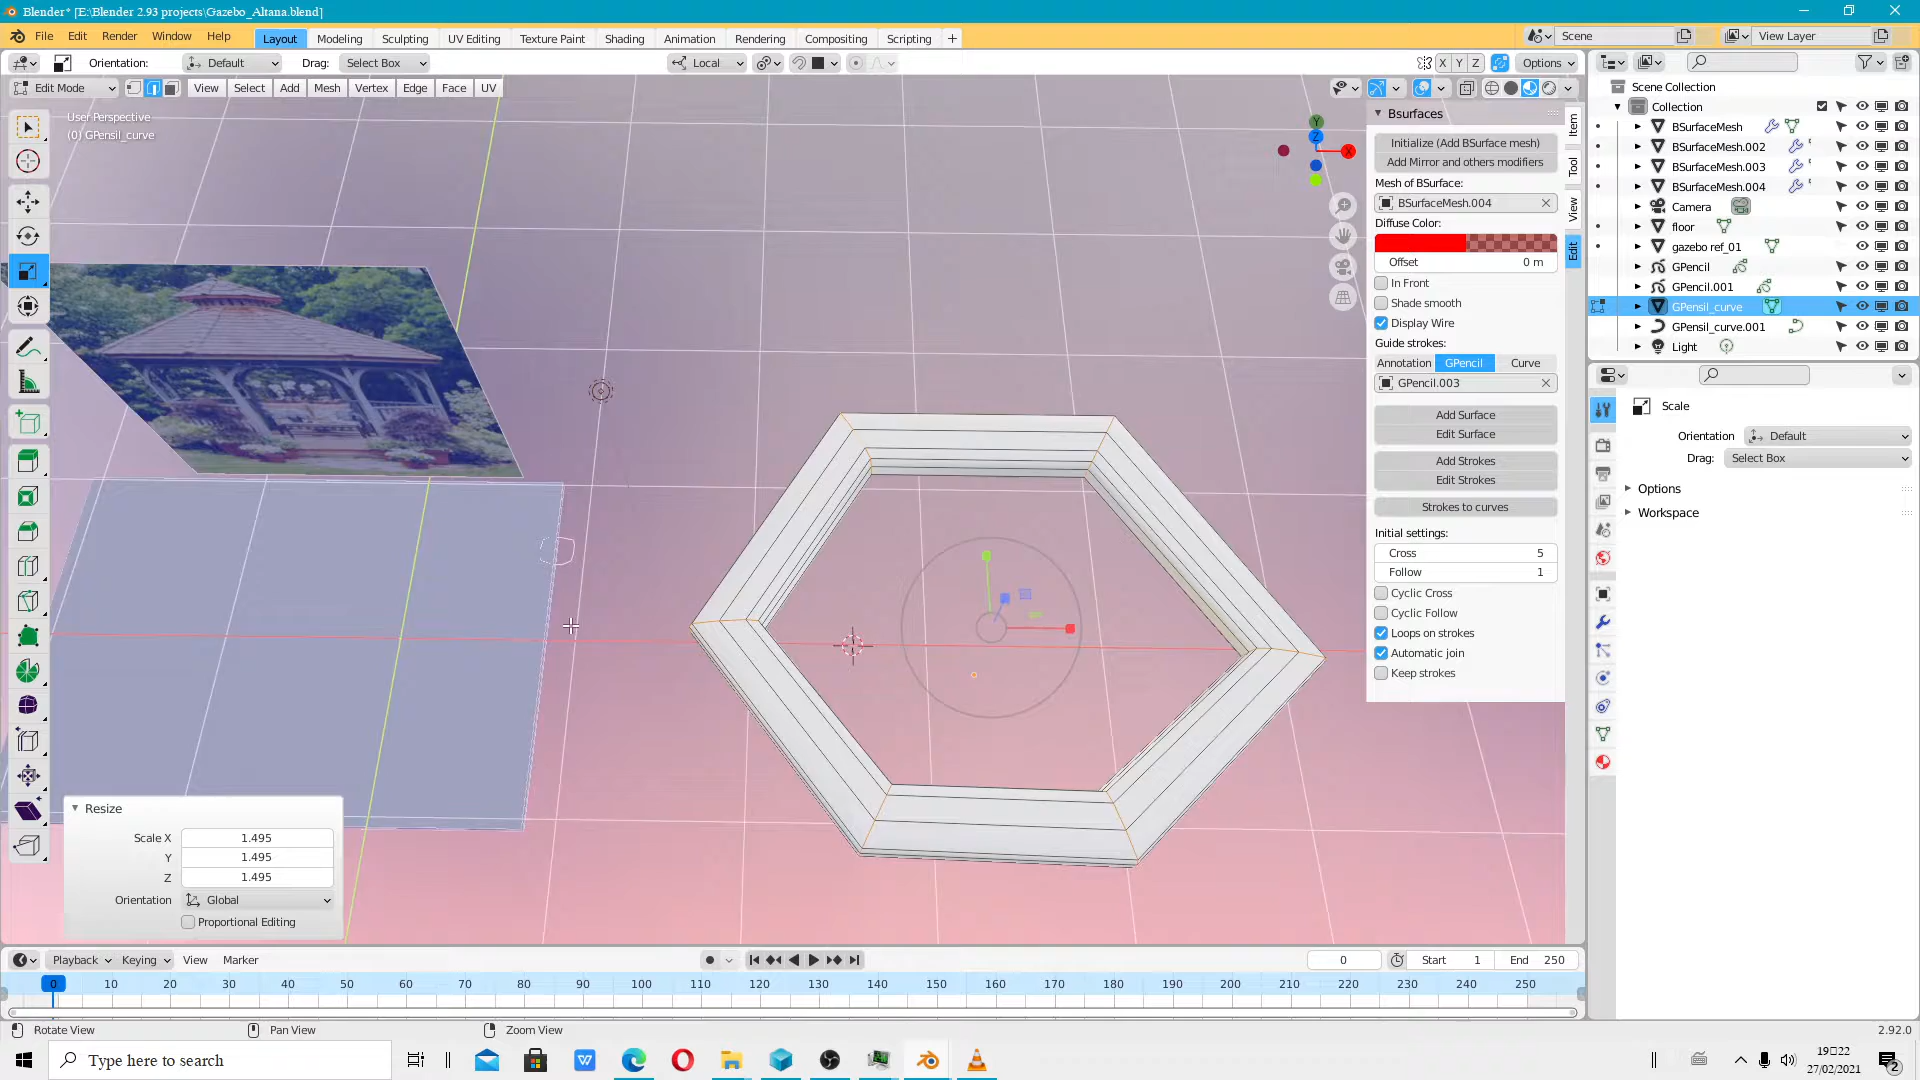 Blender* [E:\Blender 2.93 projects\Gazebo_Altana.blend]
File Edit Render Window Help Layout Modeling Sculpting UV Editing Texture Paint Shading Animation Rendering Compositing Scripting + Scene View Layer
Orientation: Default Drag: Select Box Local X Y Z Options
Edit Mode View Select Add Mesh Vertex Edge Face UV
User Perspective
(0) GPensil_curve
Y
Z
X
Bsurfaces
Initialize (Add BSurface mesh)
Add Mirror and others modifiers
Mesh of BSurface:
BSurfaceMesh.004
Diffuse Color:
Offset 0 m
In Front
Shade smooth
Display Wire
Guide strokes:
Annotation GPencil Curve
GPencil.003
Add Surface
Edit Surface
Add Strokes
Edit Strokes
Strokes to curves
Initial settings:
Cross 5
Follow 1
Cyclic Cross
Cyclic Follow
Loops on strokes
Automatic join
Keep strokes
Item
Tool
View
Edit
Scene Collection
Collection
BSurfaceMesh
BSurfaceMesh.002
BSurfaceMesh.003
BSurfaceMesh.004
Camera
floor
gazebo ref_01
GPencil
GPencil.001
GPensil_curve
GPensil_curve.001
Light
Scale
Orientation Default
Drag: Select Box
Options
Workspace
Resize
Scale X 1.495
Y 1.495
Z 1.495
Orientation Global
Proportional Editing
Playback Keying View Marker 0 Start 1 End 250
0 10 20 30 40 50 60 70 80 90 100 110 120 130 140 150 160 170 180 190 200 210 220 230 240 250
Rotate View Pan View Zoom View 2.92.0
Type here to search
19:22
27/02/2021
2